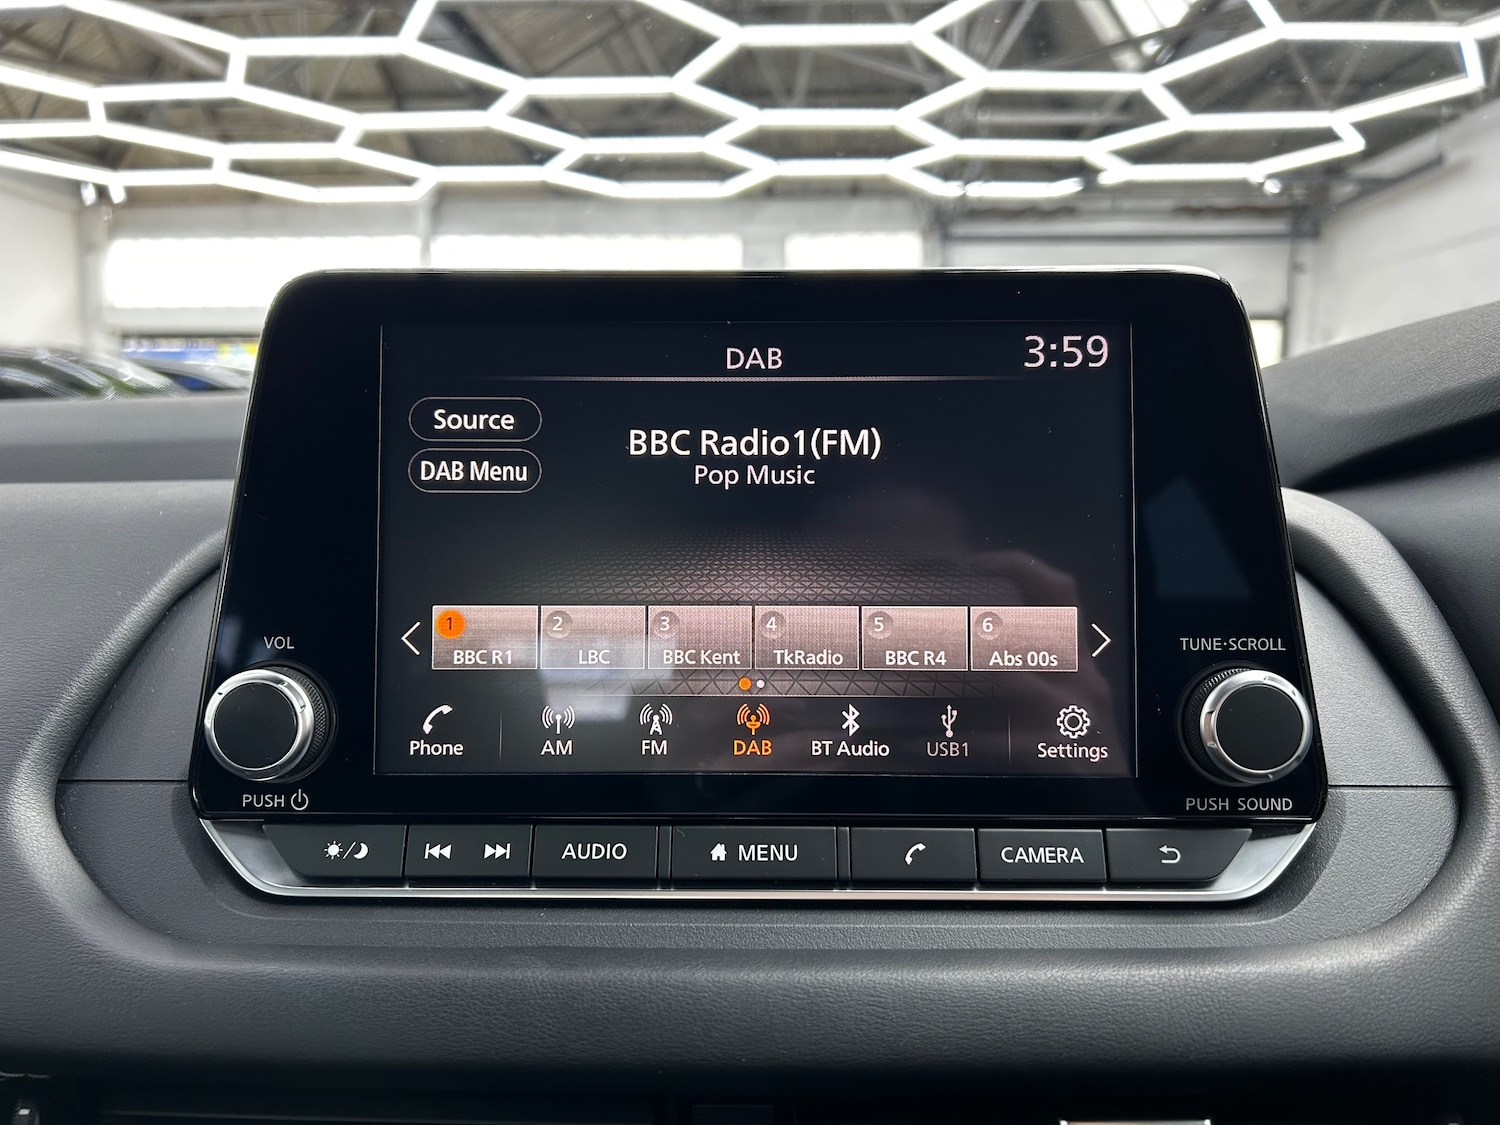 DAB
3:59
Source
DAB Menu
BBC Radio1(FM)
Pop Music
1
BBC R1
2
LBC
3
BBC Kent
4
TkRadio
5
BBC R4
6
Abs 00s
Phone
AM
FM
DAB
BT Audio
USB1
Settings
VOL
PUSH
TUNE·SCROLL
PUSH SOUND
AUDIO
MENU
CAMERA